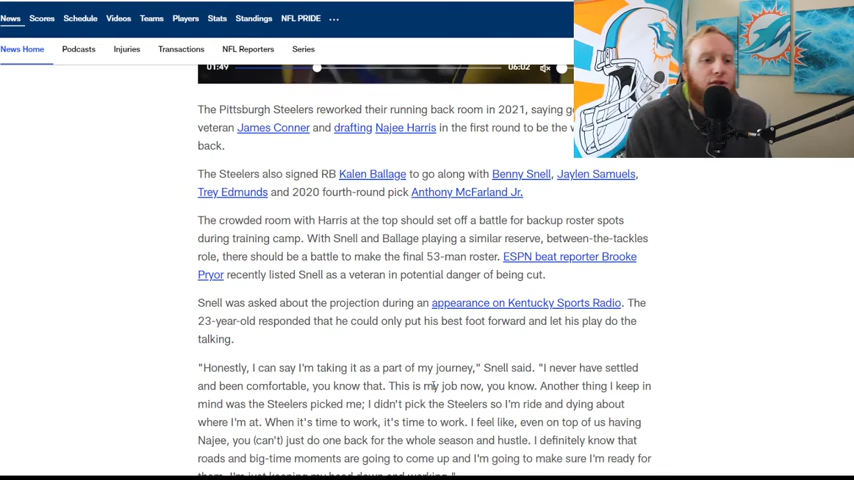 News Scores Schedule Videos Teams Players Stats Standings NFL PRIDE ...
News Home Podcasts Injuries Transactions NFL Reporters Series
01:49 06:02
The Pittsburgh Steelers reworked their running back room in 2021, saying
veteran James Conner and drafting Najee Harris in the first round to be the
back.
The Steelers also signed RB Kalen Ballage to go along with Benny Snell, Jaylen Samuels,
Trey Edmunds and 2020 fourth-round pick Anthony McFarland Jr.
The crowded room with Harris at the top should set off a battle for backup roster spots
during training camp. With Snell and Ballage playing a similar reserve, between-the-tackles
role, there should be a battle to make the final 53-man roster. ESPN beat reporter Brooke
Pryor recently listed Snell as a veteran in potential danger of being cut.
Snell was asked about the projection during an appearance on Kentucky Sports Radio. The
23-year-old responded that he could only put his best foot forward and let his play do the
talking.
"Honestly, I can say I'm taking it as a part of my journey," Snell said. "I never have settled
and been comfortable, you know that. This is my job now, you know. Another thing I keep in
mind was the Steelers picked me; I didn't pick the Steelers so I'm ride and dying about
where I'm at. When it's time to work, it's time to work. I feel like, even on top of us having
Najee, you (can't) just do one back for the whole season and hustle. I definitely know that
roads and big-time moments are going to come up and I'm going to make sure I'm ready for
them. I'm just keeping my head down and working."